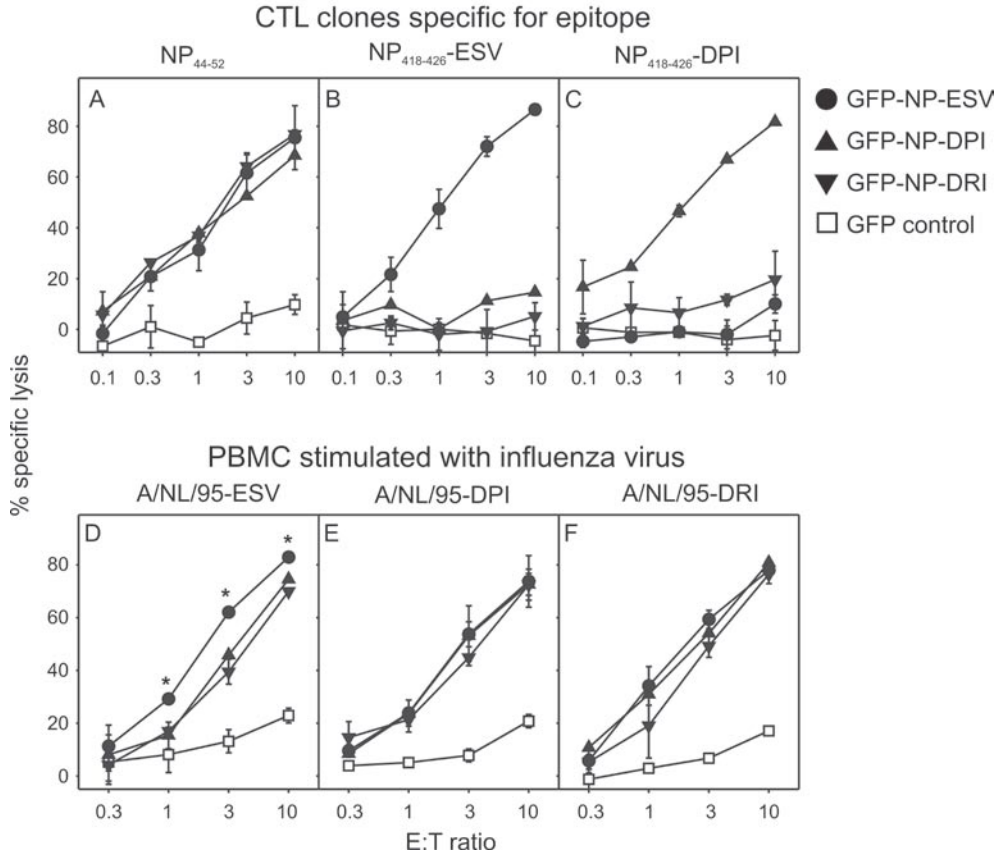 CTL clones specific for epitope
NP44-52 NP418-426-ESV NP418-426-DPI
A B C
GFP-NP-ESV
GFP-NP-DPI
GFP-NP-DRI
GFP control
80
60
40
20
0
0.1 0.3 1 3 10 0.1 0.3 1 3 10 0.1 0.3 1 3 10
% specific lysis
PBMC stimulated with influenza virus
A/NL/95-ESV A/NL/95-DPI A/NL/95-DRI
D E F
* * *
80
60
40
20
0
0.3 1 3 10 0.3 1 3 10 0.3 1 3 10
E:T ratio